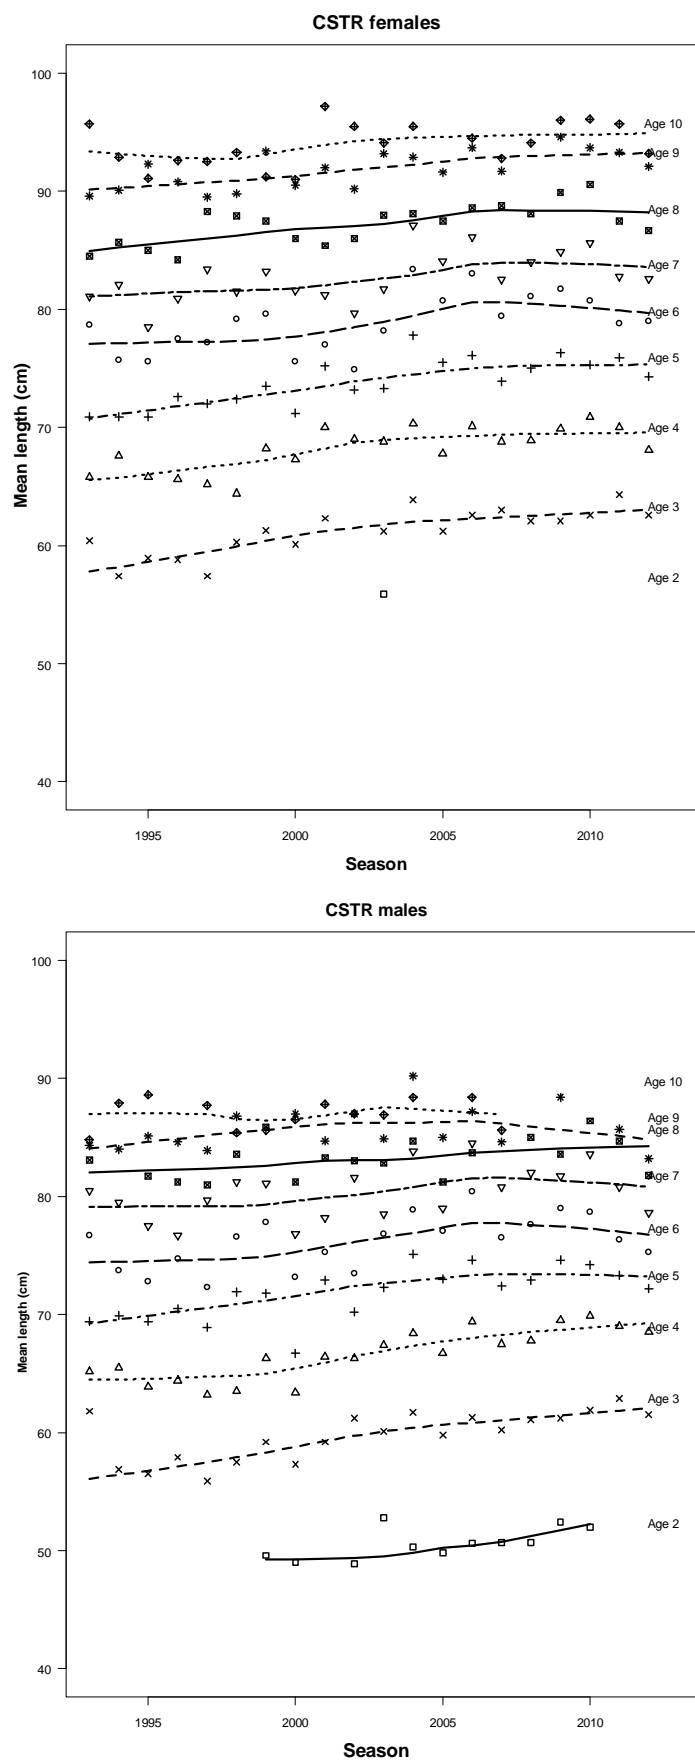 CSTR females
100
Age 10
Age 9
90
Age 8
Age 7
80
Age 6
Age 5
70
Age 4
Age 3
60
Age 2
50
40
Mean length (cm)
1995 2000 2005 2010
Season
CSTR males
100
90
Age 10
Age 9
Age 8
Age 7
80
Age 6
Age 5
70
Age 4
Age 3
60
Age 2
50
40
Mean length (cm)
1995 2000 2005 2010
Season